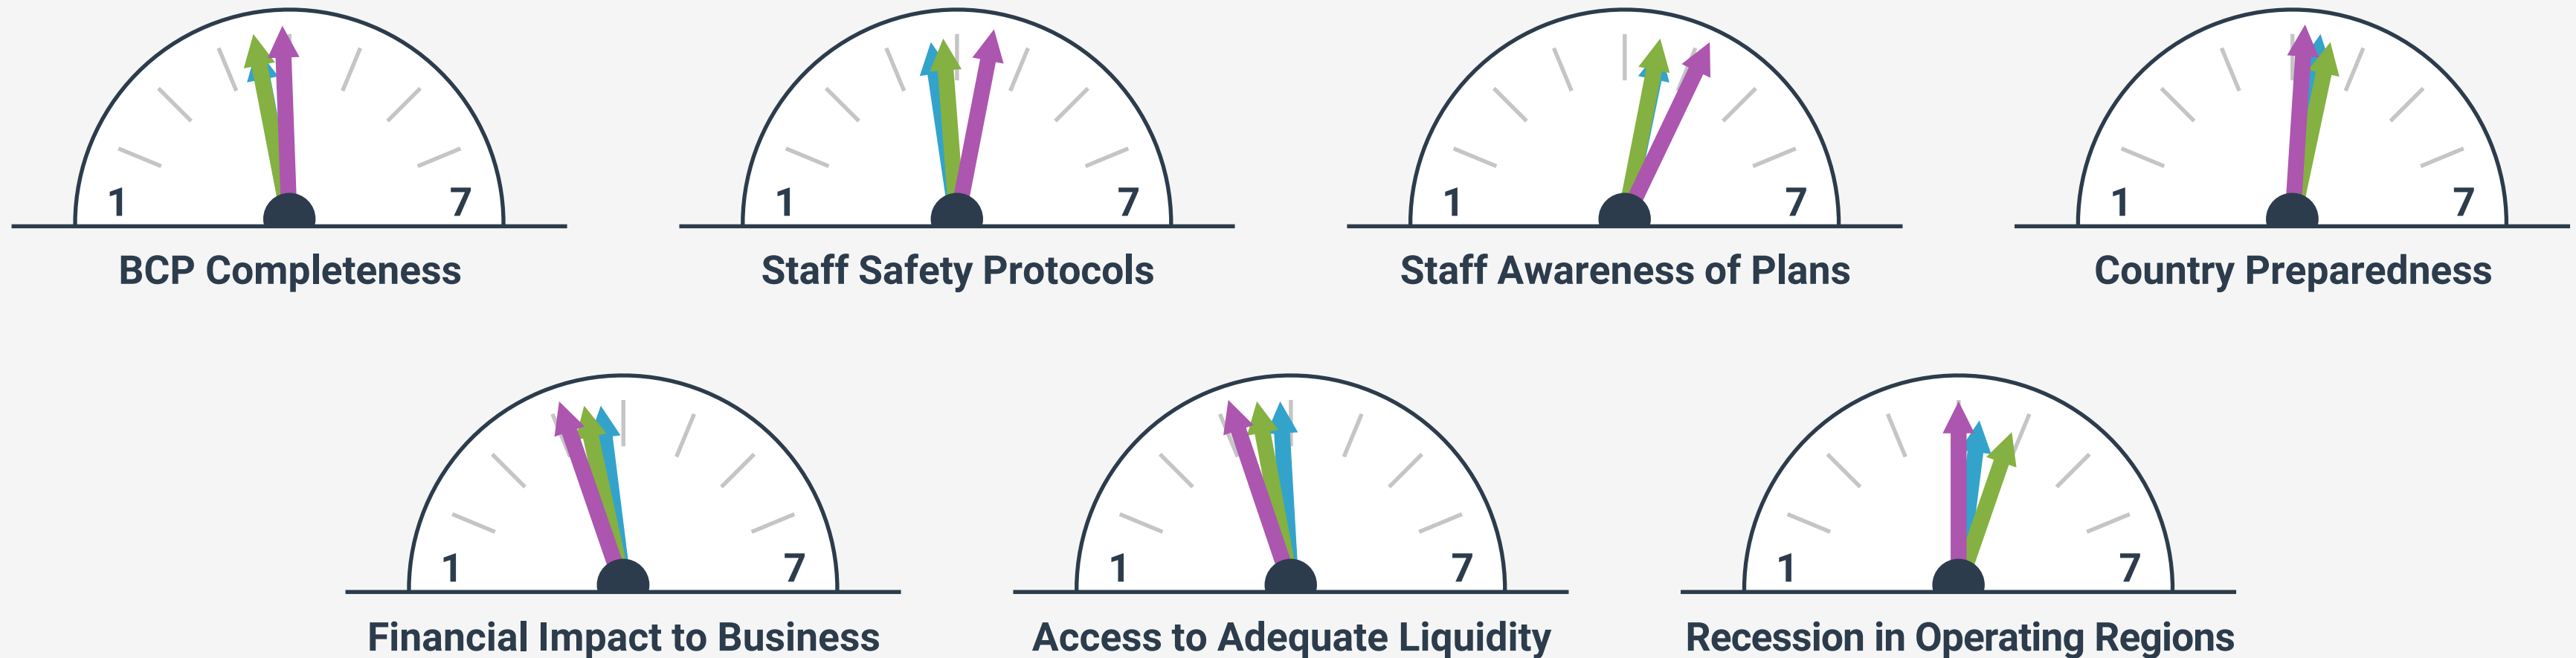 1 7 1 7 1 7 1 7
BCP Completeness Staff Safety Protocols Staff Awareness of Plans Country Preparedness
1 7 1 7 1 7
Financial Impact to Business Access to Adequate Liquidity Recession in Operating Regions